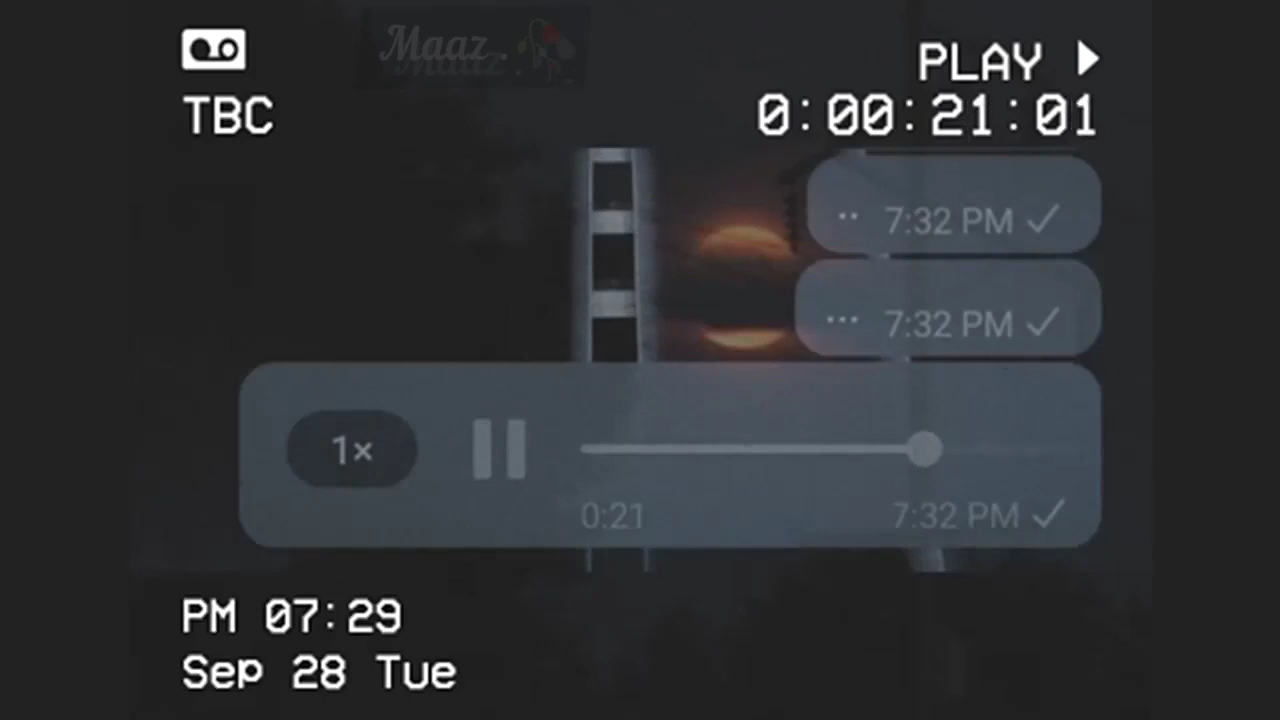 Maaz
PLAY
TBC
0:00:21:01
.. 7:32 PM
... 7:32 PM
1×
0:21
7:32 PM
PM 07:29
Sep 28 Tue